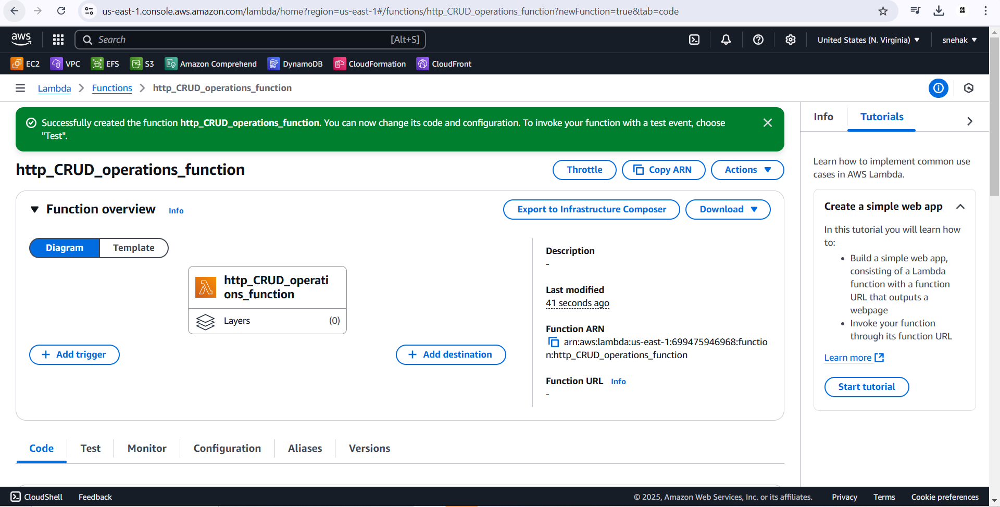 us-east-1.console.aws.amazon.com/lambda/home?region=us-east-1#/functions/http_CRUD_operations_function?newFunction=true&tab=code
21
aws
Search
[Alt+S]
United States (N. Virginia)
snehak
EC2
VPC
EFS
S3
Amazon Comprehend
DynamoDB
CloudFormation
CloudFront
Lambda
Functions
http_CRUD_operations_function
Successfully created the function http_CRUD_operations_function. You can now change its code and configuration. To invoke your function with a test event, choose
"Test".
http_CRUD_operations_function
Throttle
Copy ARN
Actions
Function overview
Info
Export to Infrastructure Composer
Download
Diagram
Template
http_CRUD_operati
ons_function
Layers
(0)
+ Add trigger
+ Add destination
Description
-
Last modified
41 seconds ago
Function ARN
arn:aws:lambda:us-east-1:699475946968:functio
n:http_CRUD_operations_function
Function URL
Info
-
Code
Test
Monitor
Configuration
Aliases
Versions
Info
Tutorials
Learn how to implement common use
cases in AWS Lambda.
Create a simple web app
In this tutorial you will learn how
to:
• Build a simple web app,
consisting of a Lambda
function with a function
URL that outputs a
webpage
• Invoke your function
through its function URL
Learn more
Start tutorial
CloudShell
Feedback
© 2025, Amazon Web Services, Inc. or its affiliates.
Privacy
Terms
Cookie preferences